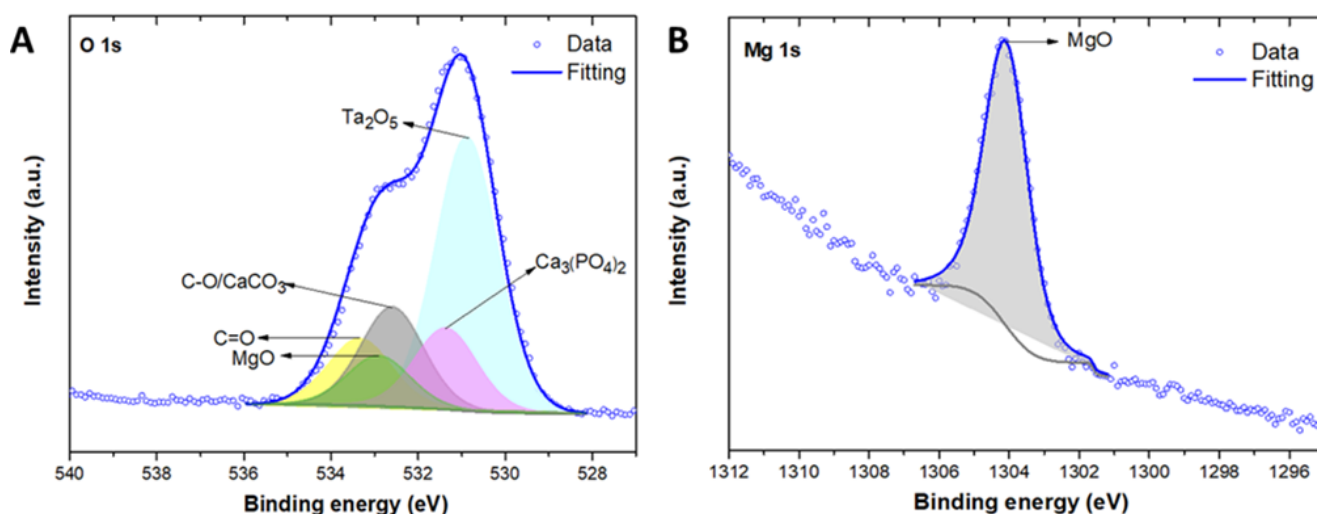 A
O 1s
Data
Fitting
Ta₂O₅
C-O/CaCO₃
Ca₃(PO₄)₂
C=O
MgO
Intensity (a.u.)
540 538 536 534 532 530 528
Binding energy (eV)
B
Mg 1s
MgO
Data
Fitting
Intensity (a.u.)
1312 1310 1308 1306 1304 1302 1300 1298 1296
Binding energy (eV)